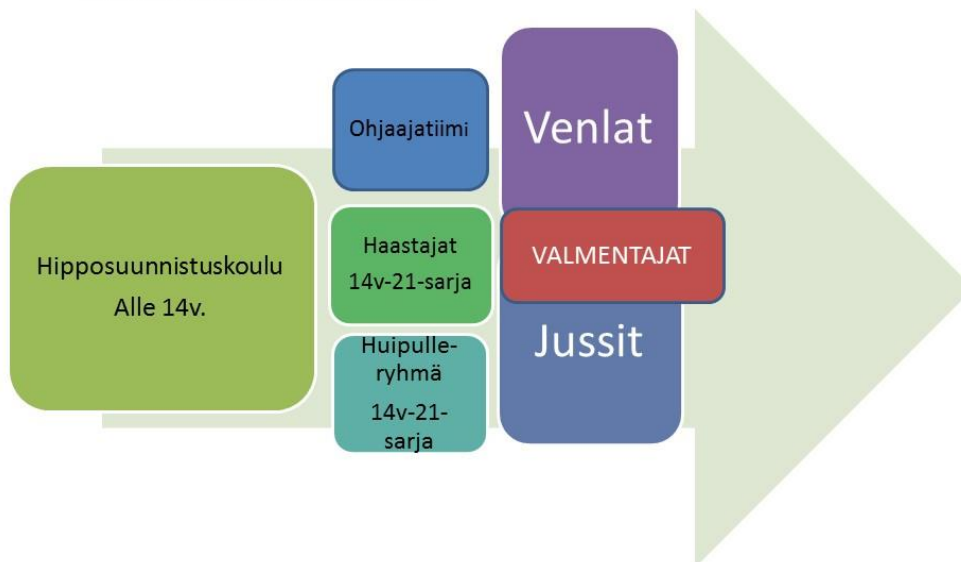 Hipposuunnistuskoulu
Alle 14v.
Ohjaajatiimi
Haastajat
14v-21-sarja
Huipulle-
ryhmä
14v-21-
sarja
Venlat
VALMENTAJAT
Jussit